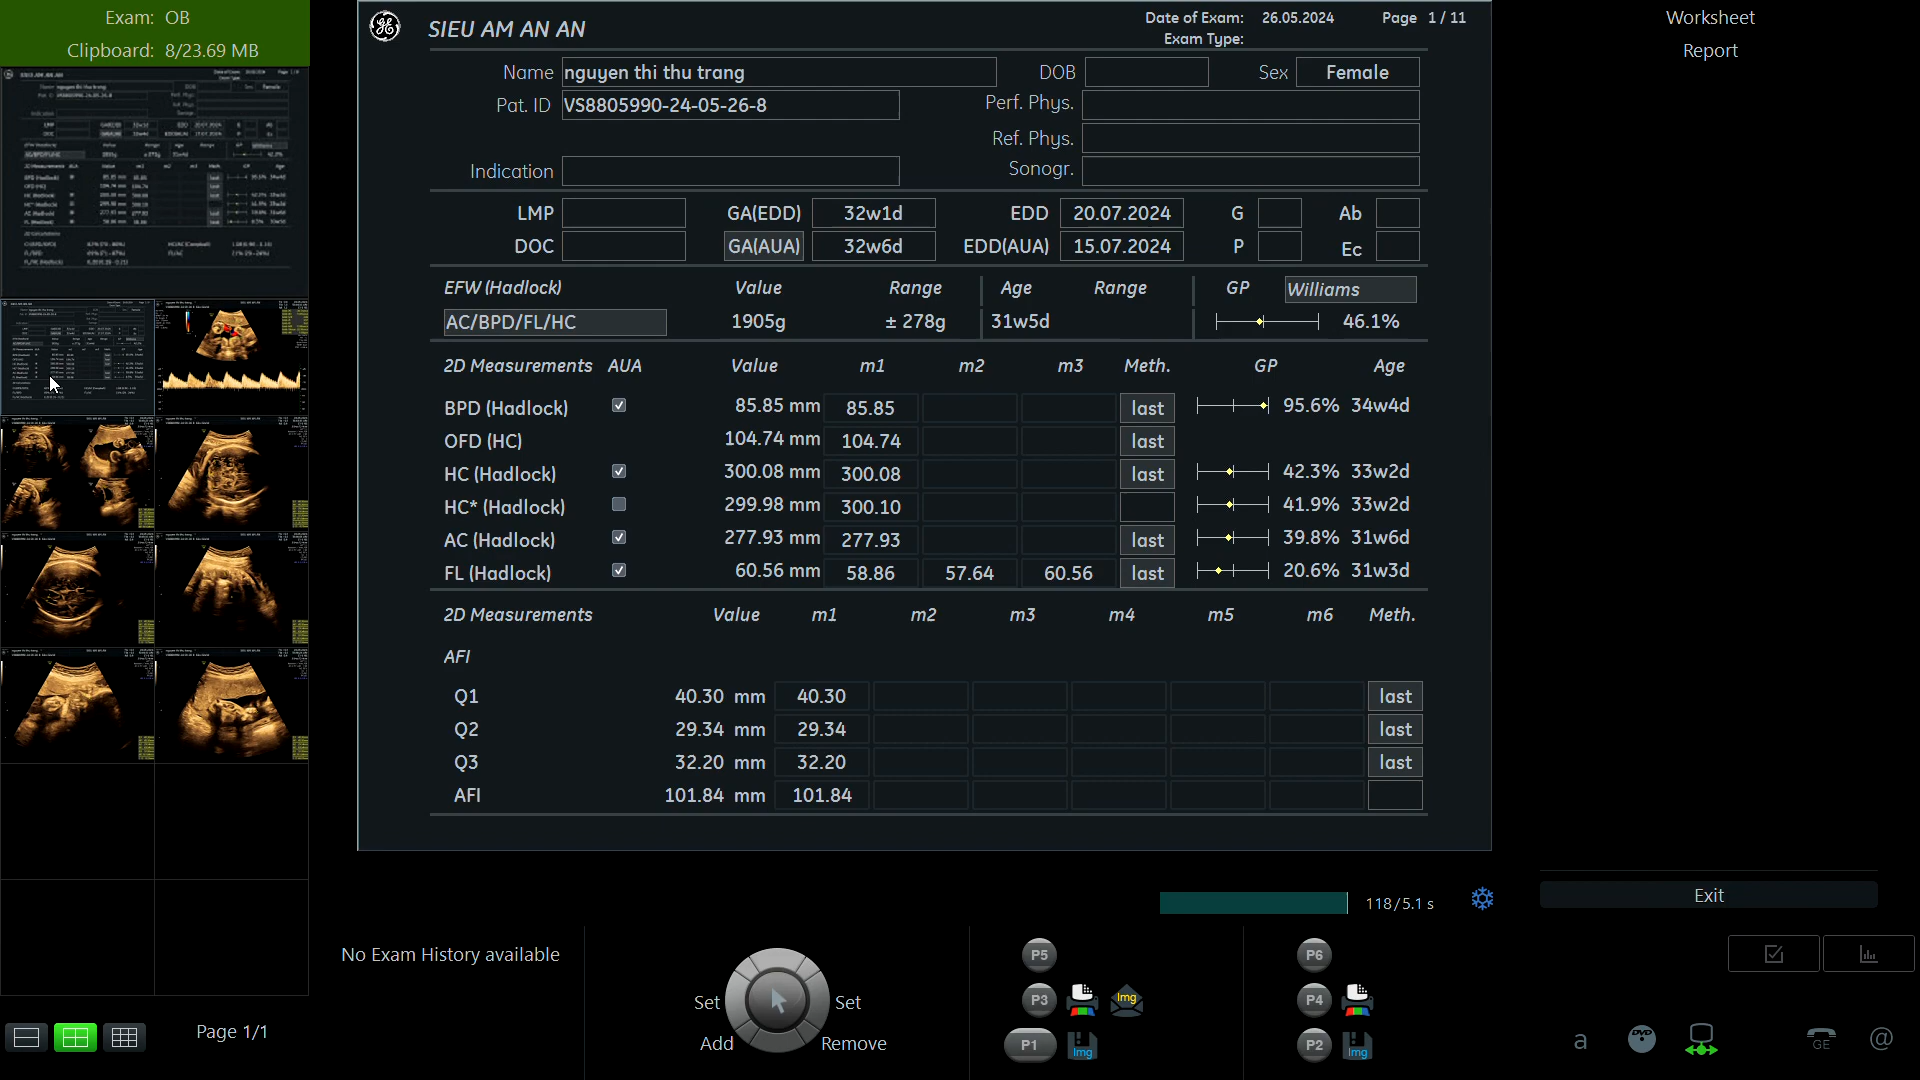 Exam: OB
Clipboard: 8/23.69 MB
SIEU AM AN AN
Date of Exam: 26.05.2024 Page 1 / 11
Exam Type:
Name nguyen thi thu trang DOB Sex Female
Pat. ID VS8805990-24-05-26-8 Perf. Phys.
Ref. Phys.
Indication Sonogr.
LMP GA(EDD) 32w1d EDD 20.07.2024 G Ab
DOC GA(AUA) 32w6d EDD(AUA) 15.07.2024 P Ec
EFW (Hadlock) Value Range Age Range GP Williams
AC/BPD/FL/HC 1905g ± 278g 31w5d 46.1%
2D Measurements AUA Value m1 m2 m3 Meth. GP Age
BPD (Hadlock) 85.85 mm 85.85 last 95.6% 34w4d
OFD (HC) 104.74 mm 104.74 last
HC (Hadlock) 300.08 mm 300.08 last 42.3% 33w2d
HC* (Hadlock) 299.98 mm 300.10 41.9% 33w2d
AC (Hadlock) 277.93 mm 277.93 last 39.8% 31w6d
FL (Hadlock) 60.56 mm 58.86 57.64 60.56 last 20.6% 31w3d
2D Measurements Value m1 m2 m3 m4 m5 m6 Meth.
AFI
Q1 40.30 mm 40.30 last
Q2 29.34 mm 29.34 last
Q3 32.20 mm 32.20 last
AFI 101.84 mm 101.84
118/5.1 s
Worksheet
Report
Exit
No Exam History available
Set Set
Add Remove
P5
P3 Img
P1 Img
P6
P4
P2 Img
Page 1/1
a DVD GE @